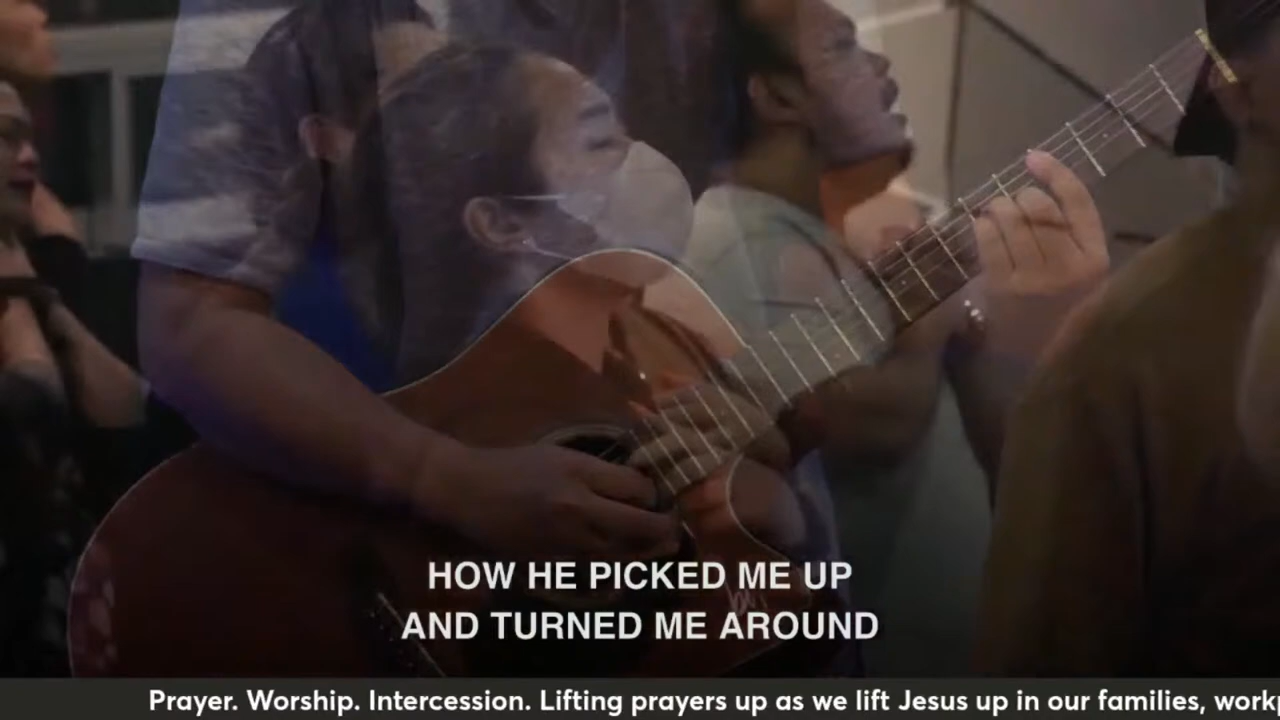 HOW HE PICKED ME UP
AND TURNED ME AROUND
Prayer. Worship. Intercession. Lifting prayers up as we lift Jesus up in our families, workp